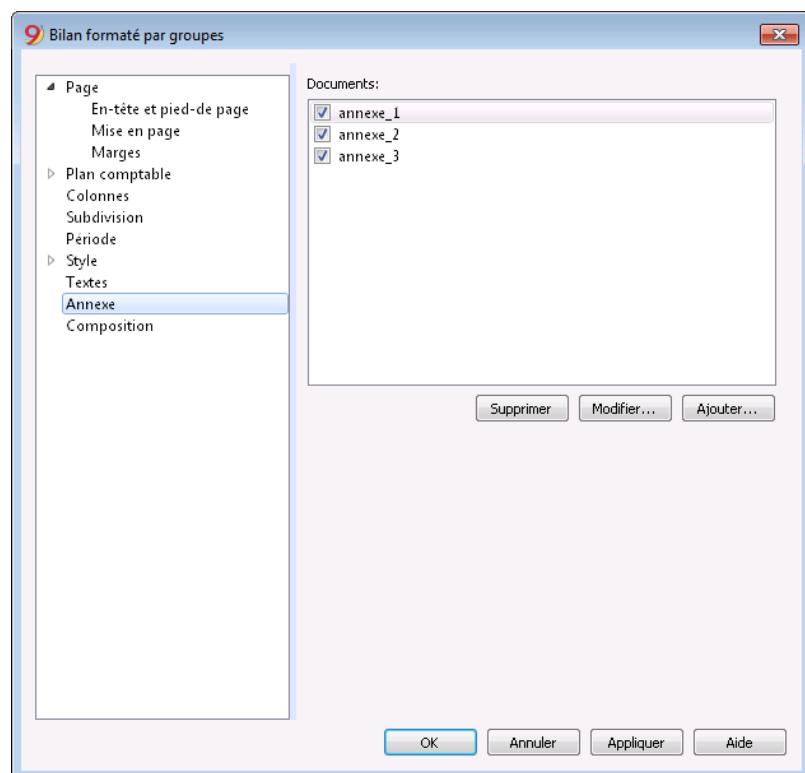 9 Bilan formaté par groupes
Page
En-tête et pied-de page
Mise en page
Marges
Plan comptable
Colonnes
Subdivision
Période
Style
Textes
Annexe
Composition
Documents:
annexe_1
annexe_2
annexe_3
Supprimer Modifier... Ajouter...
OK Annuler Appliquer Aide